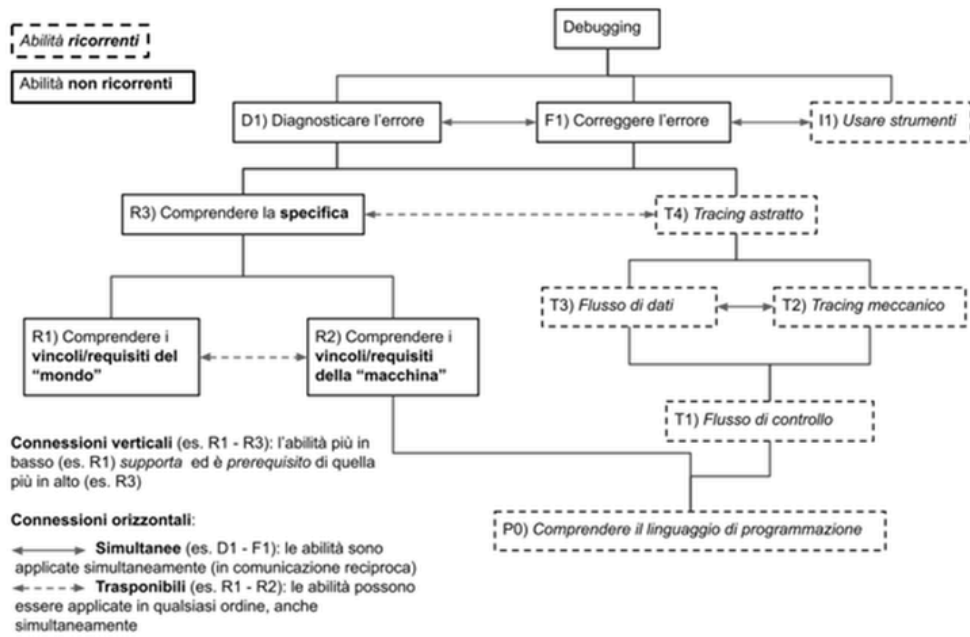 Debugging
Abilità ricorrenti
Abilità non ricorrenti
D1) Diagnosticare l'errore
F1) Correggere l'errore
I1) Usare strumenti
R3) Comprendere la specifica
T4) Tracing astratto
T3) Flusso di dati
T2) Tracing meccanico
R1) Comprendere i
vincoli/requisiti del
"mondo"
R2) Comprendere i
vincoli/requisiti
della "macchina"
T1) Flusso di controllo
Connessioni verticali (es. R1 - R3): l'abilità più in
basso (es. R1) supporta ed è prerequisito di quella
più in alto (es. R3)
P0) Comprendere il linguaggio di programmazione
Connessioni orizzontali:
Simultanee (es. D1 - F1): le abilità sono
applicate simultaneamente (in comunicazione reciproca)
Trasponibili (es. R1 - R2): le abilità possono
essere applicate in qualsiasi ordine, anche
simultaneamente